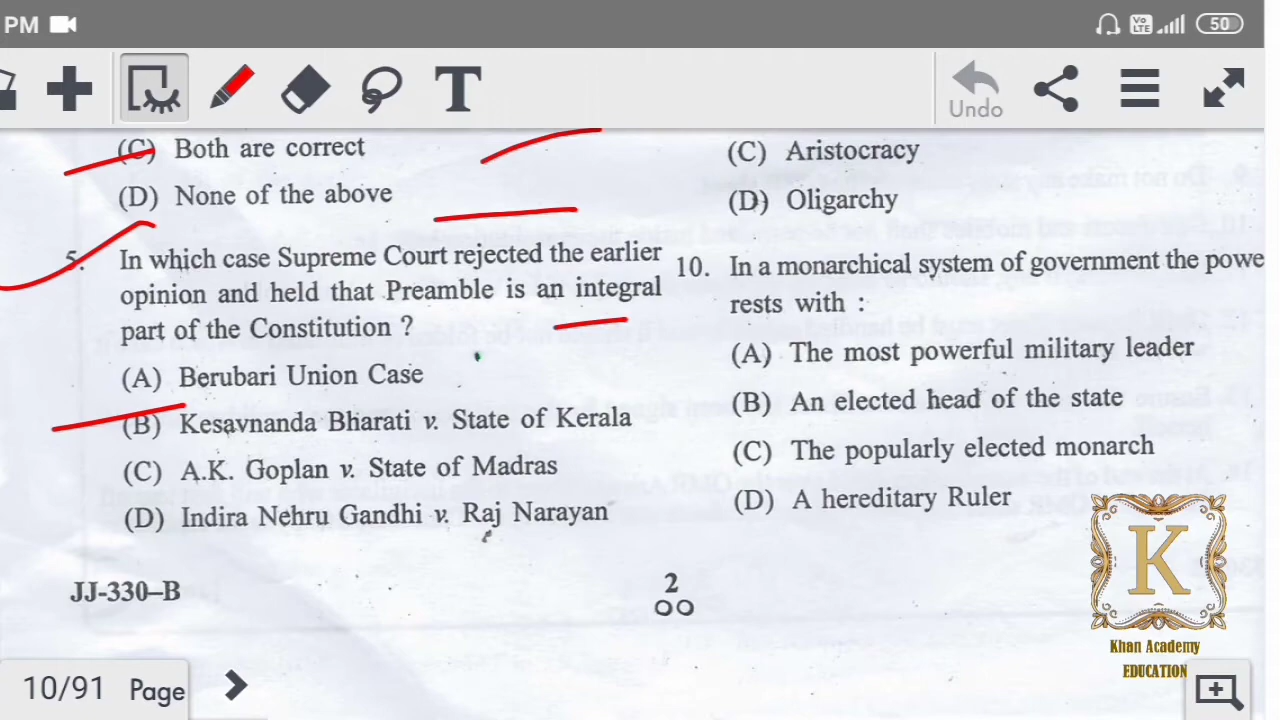 PM
Vo LTE
50
T
Undo
(C) Both are correct
(D) None of the above
5. In which case Supreme Court rejected the earlier
opinion and held that Preamble is an integral
part of the Constitution ?
(A) Berubari Union Case
(B) Kesavnanda Bharati v. State of Kerala
(C) A.K. Goplan v. State of Madras
(D) Indira Nehru Gandhi v. Raj Narayan
JJ-330–B
2
(C) Aristocracy
(D) Oligarchy
10. In a monarchical system of government the powe
rests with :
(A) The most powerful military leader
(B) An elected head of the state
(C) The popularly elected monarch
(D) A hereditary Ruler
K
Khan Academy
EDUCATION
10/91 Page